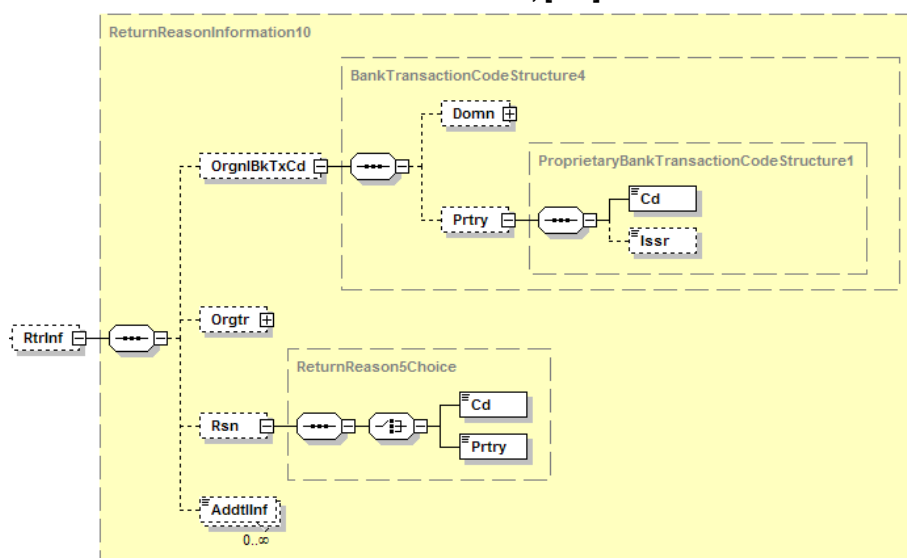 ReturnReasonInformation10
BankTransactionCodeStructure4
Domn
ProprietaryBankTransactionCodeStructure1
OrgnlBkTxCd
Cd
Prtry
Issr
Orgtr
RtrInf
ReturnReason5Choice
Cd
Rsn
Prtry
AddtlInf
0..∞